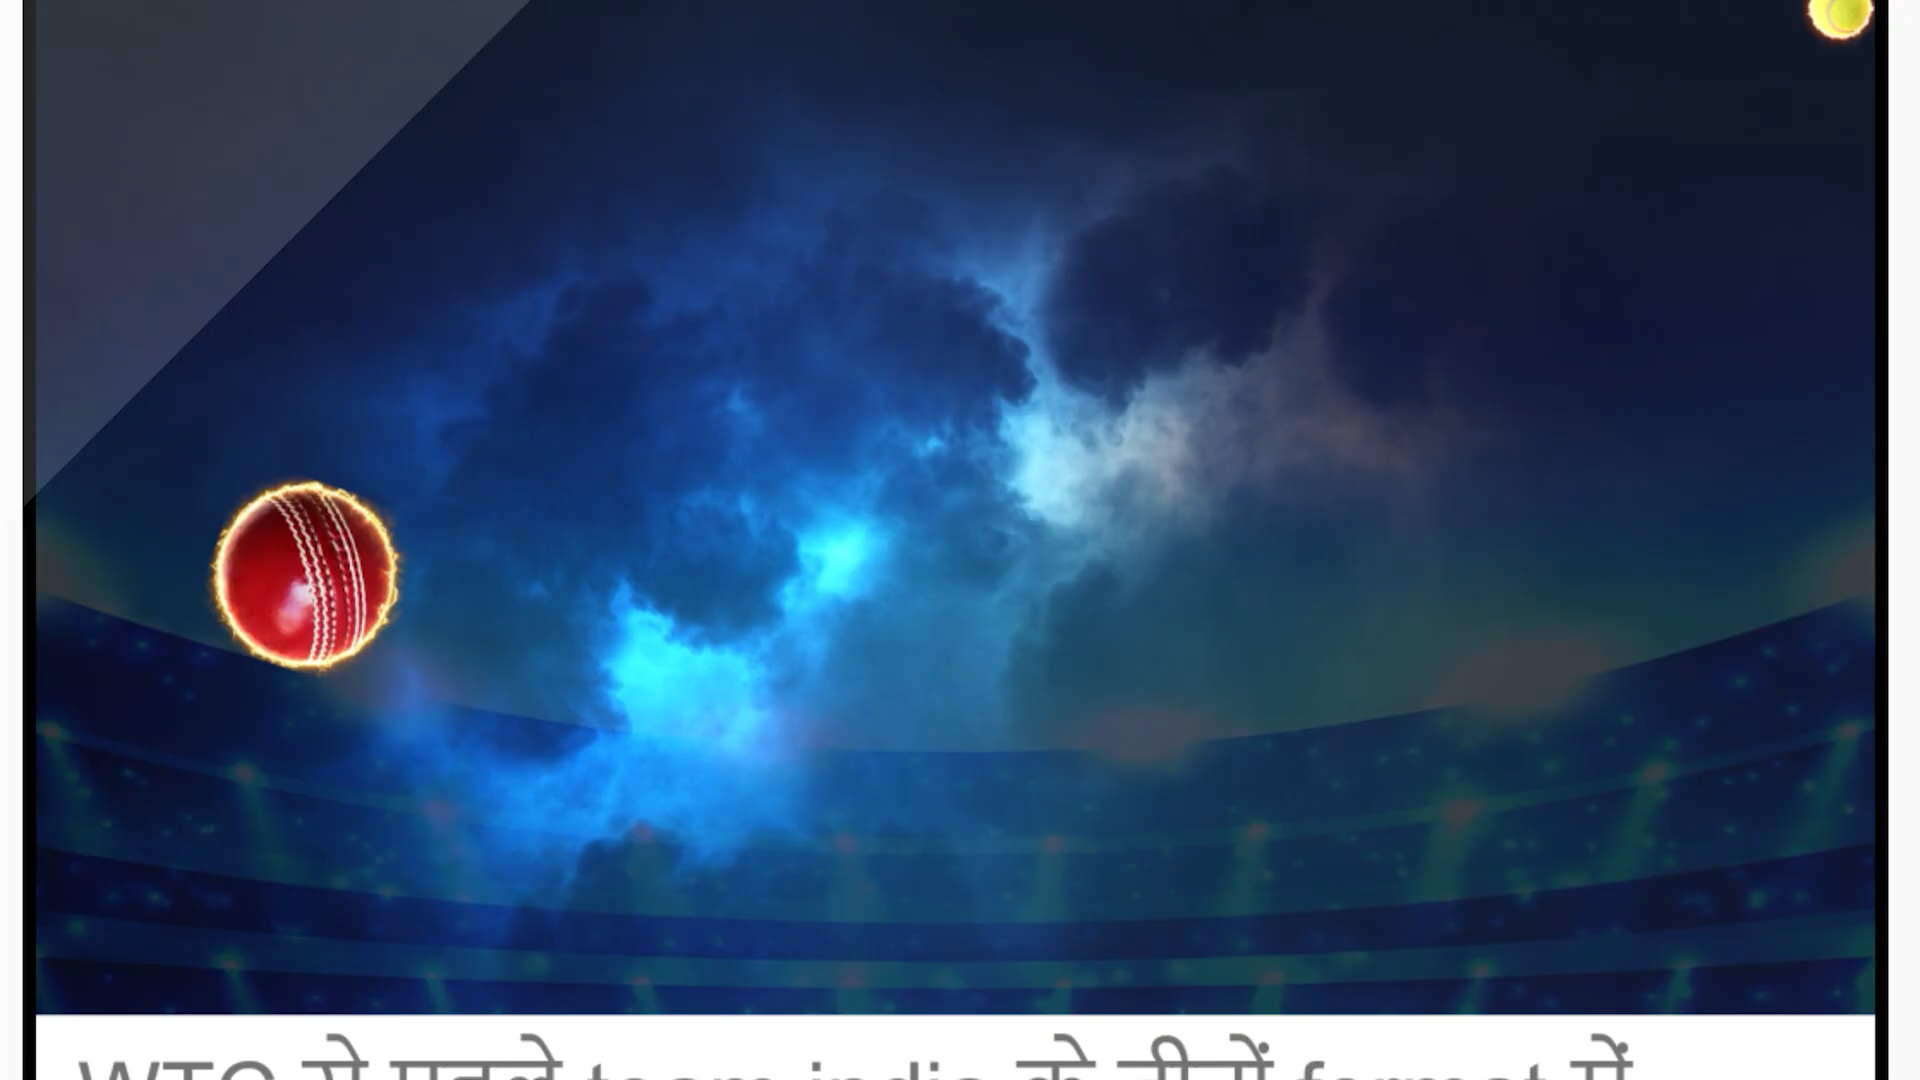 WTC से पहले team india के तीनों format में